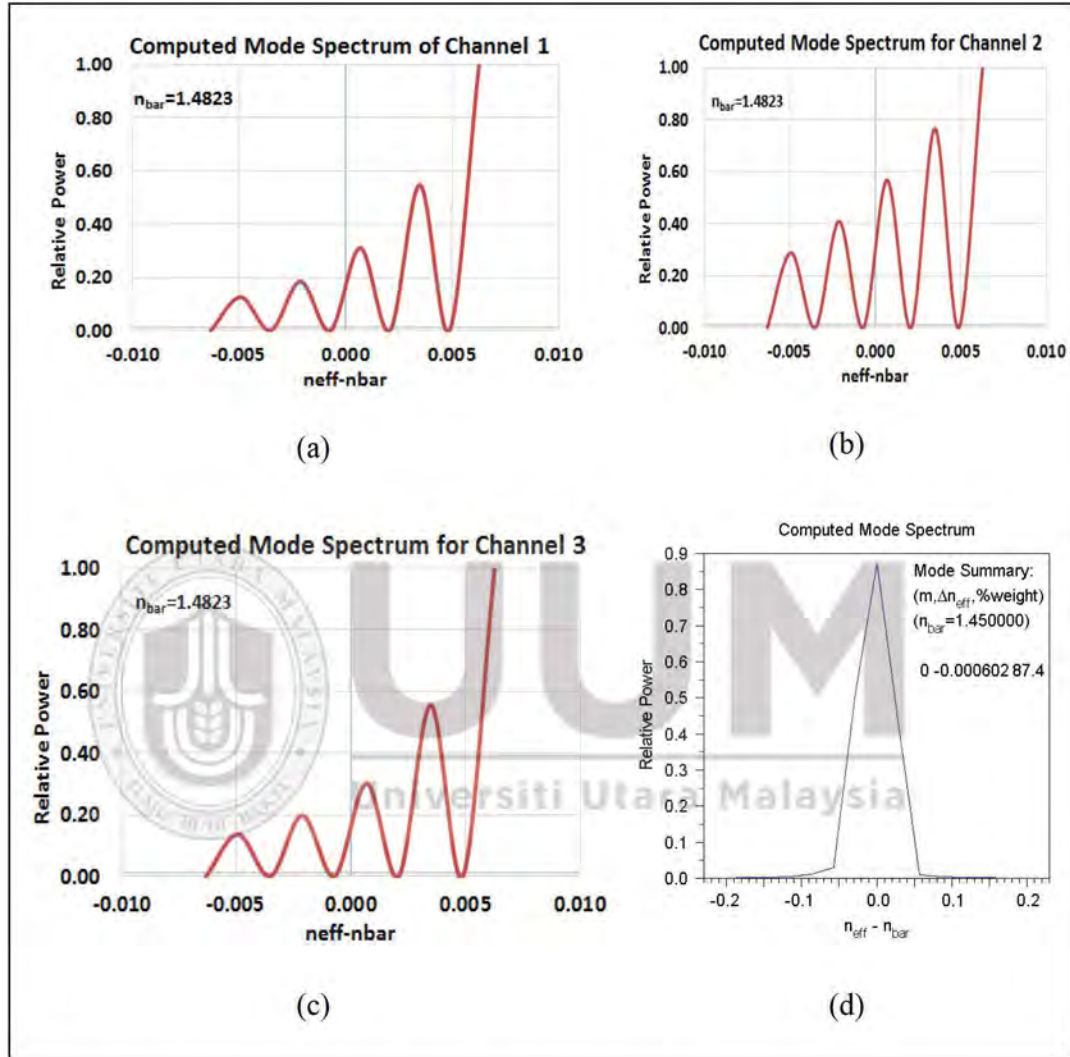 Computed Mode Spectrum of Channel 1
n_bar=1.4823
Relative Power
1.00
0.80
0.60
0.40
0.20
0.00
-0.010
-0.005
0.000
0.005
0.010
neff-nbar
(a)
Computed Mode Spectrum for Channel 2
n_bar=1.4823
Relative Power
1.00
0.80
0.60
0.40
0.20
0.00
-0.010
-0.005
0.000
0.005
0.010
neff-nbar
(b)
Computed Mode Spectrum for Channel 3
n_bar=1.4823
Relative Power
1.00
0.80
0.60
0.40
0.20
0.00
-0.010
-0.005
0.000
0.005
0.010
neff-nbar
(c)
Computed Mode Spectrum
Mode Summary:
(m,Δn_eff,%weight)
(n_bar=1.450000)
0 -0.000602 87.4
Relative Power
0.9
0.8
0.7
0.6
0.5
0.4
0.3
0.2
0.1
0.0
-0.2
-0.1
0.0
0.1
0.2
n_eff - n_bar
(d)
UUM
Universiti Utara Malaysia